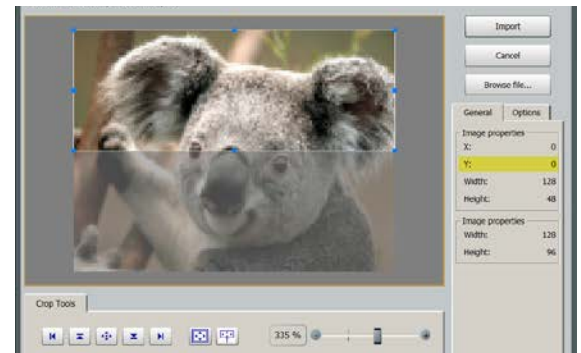 Import
Cancel
Browse file...
General Options
Image properties
X: 0
Y: 0
Width: 128
Height: 48
Image properties
Width: 128
Height: 96
Crop Tools
335 %